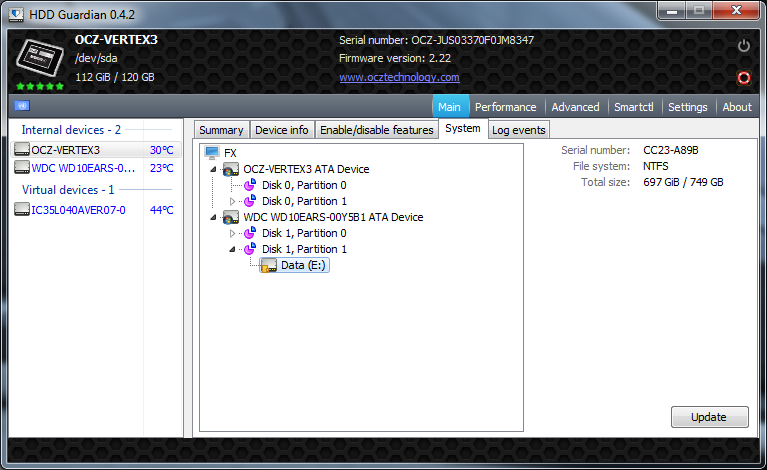 HDD Guardian 0.4.2
OCZ-VERTEX3
/dev/sda
112 GiB / 120 GB
Serial number: OCZ-JUS03370F0JM8347
Firmware version: 2.22
www.ocztechnology.com
Main Performance Advanced Smartctl Settings About
Internal devices - 2
OCZ-VERTEX3 30°C
WDC WD10EARS-0... 23°C
Virtual devices - 1
IC35L040AVER07-0 44°C
Summary Device info Enable/disable features System Log events
FX
OCZ-VERTEX3 ATA Device
Disk 0, Partition 0
Disk 0, Partition 1
WDC WD10EARS-00Y5B1 ATA Device
Disk 1, Partition 0
Disk 1, Partition 1
Data (E:)
Serial number: CC23-A89B
File system: NTFS
Total size: 697 GiB / 749 GB
Update